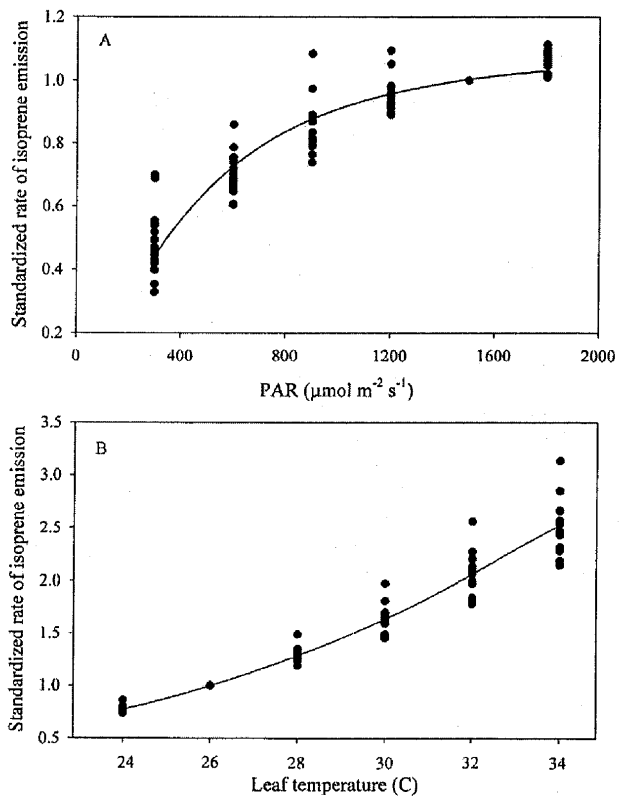 A
Standardized rate of isoprene emission
1.2
1.0
0.8
0.6
0.4
0.2
0 400 800 1200 1600 2000
PAR (µmol m⁻² s⁻¹)
B
Standardized rate of isoprene emission
3.5
3.0
2.5
2.0
1.5
1.0
0.5
24 26 28 30 32 34
Leaf temperature (C)